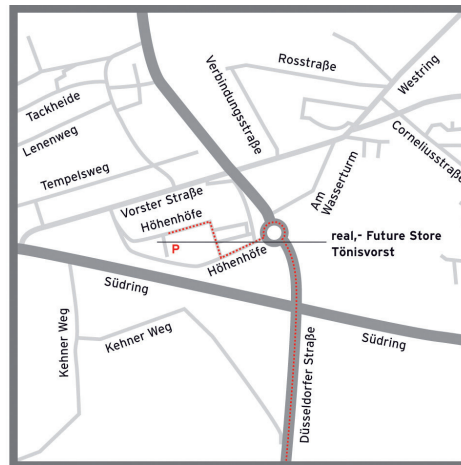 Rosstraße
Westring
Verbindungsstraße
Tackheide
Lenenweg
Corneliusstraße
Tempelsweg
Am
Wasserturm
Vorster Straße
Höhenhöfe
real,- Future Store
Tönisvorst
P
Höhenhöfe
Südring
Kehner Weg
Kehner Weg
Düsseldorfer Straße
Südring